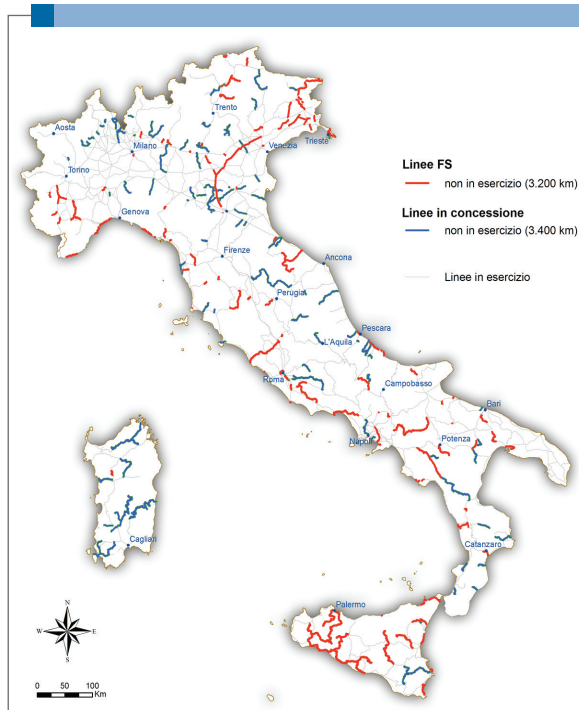 Linee FS
non in esercizio (3.200 km)
Linee in concessione
non in esercizio (3.400 km)
Linee in esercizio
Aosta
Trento
Milano
Venezia
Trieste
Torino
Genova
Firenze
Ancona
Perugia
Pescara
L'Aquila
Roma
Campobasso
Bari
Napoli
Potenza
Cagliari
Catanzaro
Palermo
N
W
E
S
0 50 100
Km